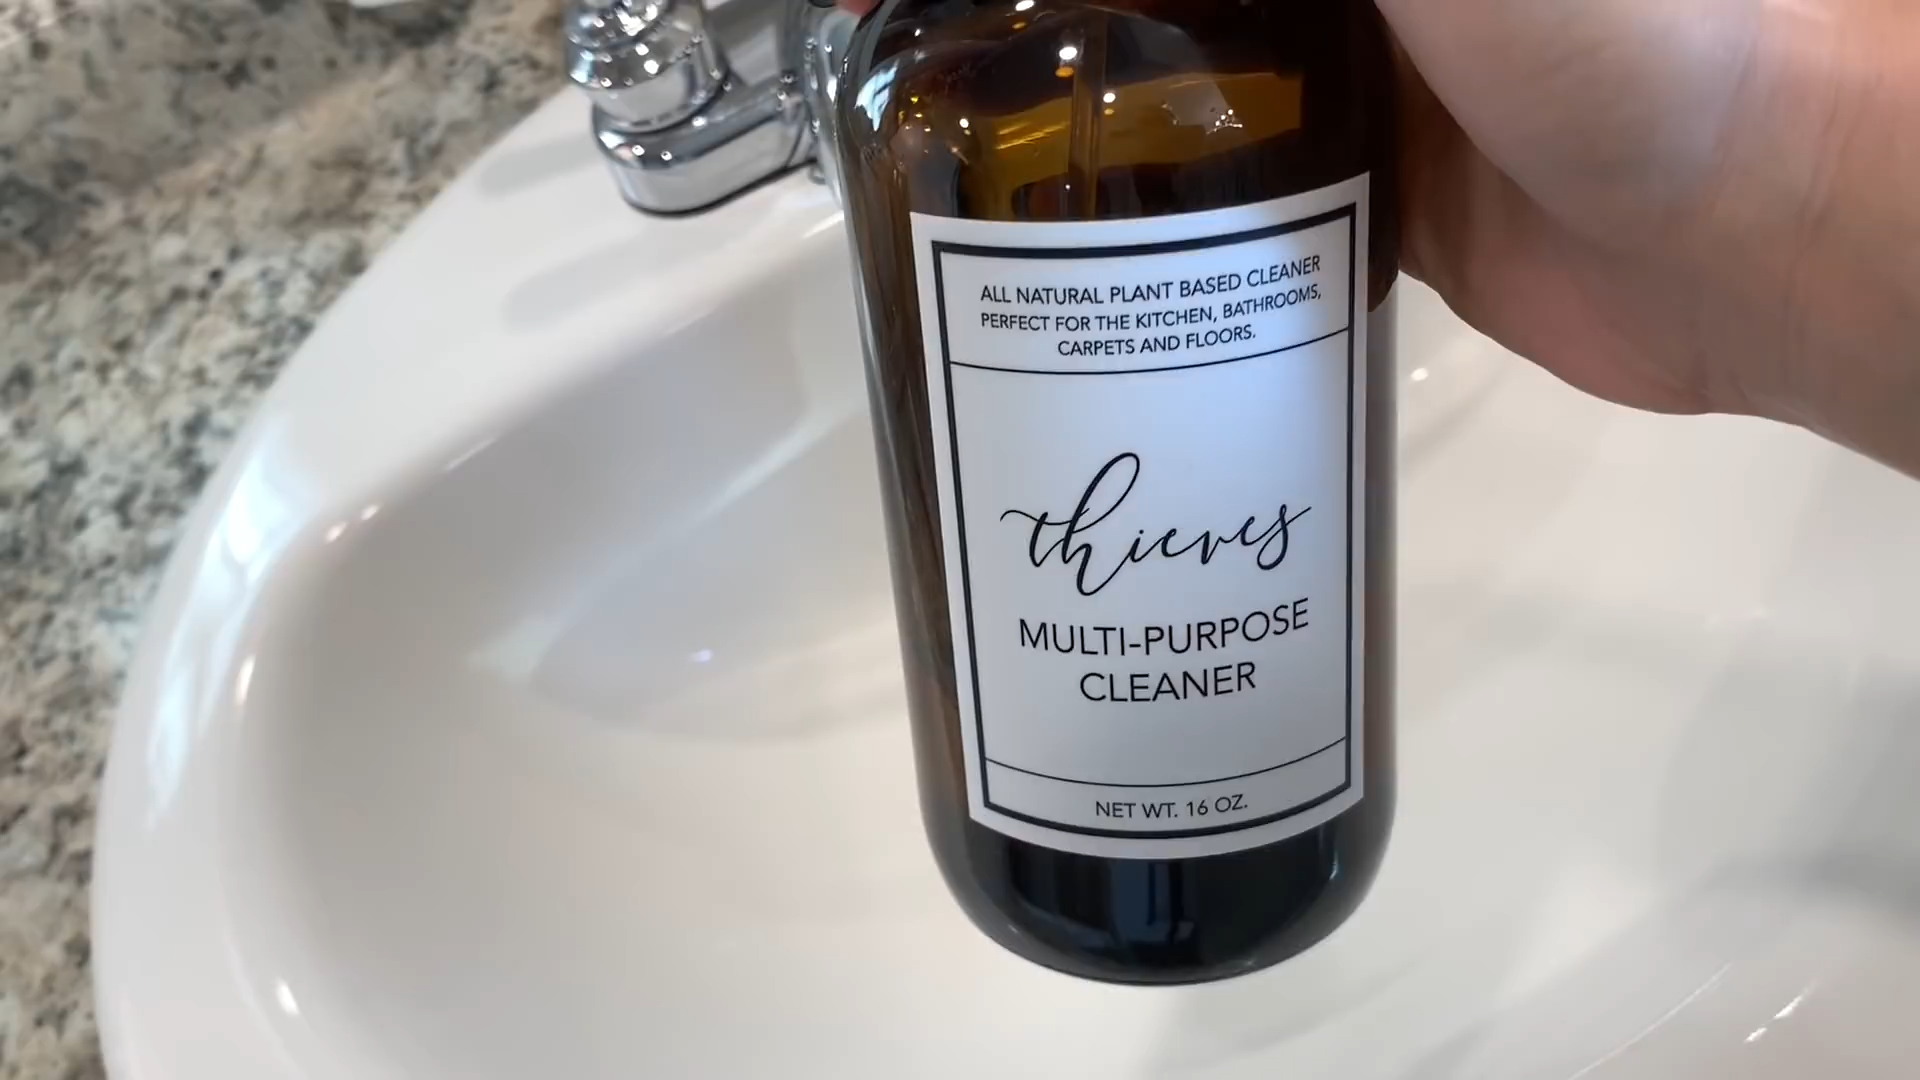 ALL NATURAL PLANT BASED CLEANER
PERFECT FOR THE KITCHEN, BATHROOMS,
CARPETS AND FLOORS.
thieves
MULTI-PURPOSE
CLEANER
NET WT. 16 OZ.